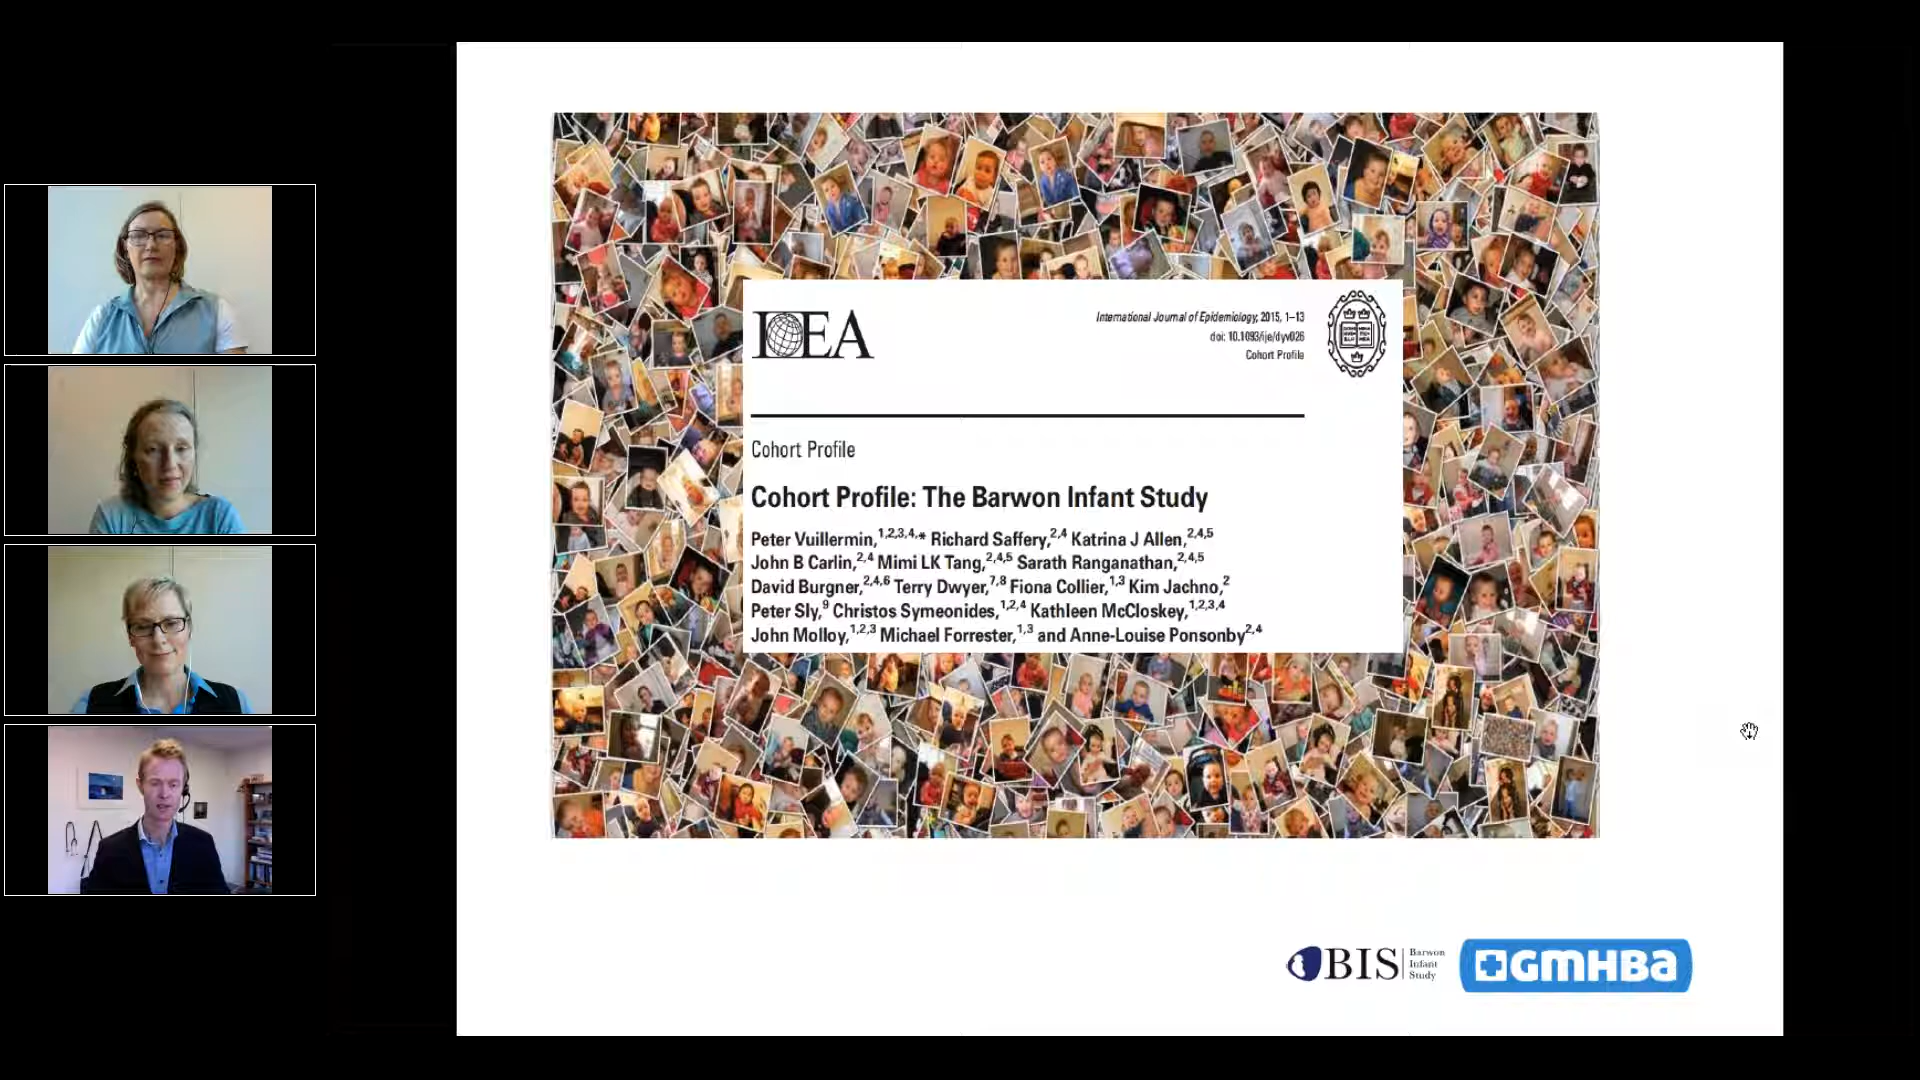 IEA
International Journal of Epidemiology, 2015, 1–13
doi: 10.1093/ije/dyv026
Cohort Profile
Cohort Profile
Cohort Profile: The Barwon Infant Study
Peter Vuillermin,1,2,3,4,* Richard Saffery,2,4 Katrina J Allen,2,4,5
John B Carlin,2,4 Mimi LK Tang,2,4,5 Sarath Ranganathan,2,4,5
David Burgner,2,4,6 Terry Dwyer,7,8 Fiona Collier,1,3 Kim Jachno,2
Peter Sly,9 Christos Symeonides,1,2,4 Kathleen McCloskey,1,2,3,4
John Molloy,1,2,3 Michael Forrester,1,3 and Anne-Louise Ponsonby2,4
BIS
Barwon
Infant
Study
GMHBA